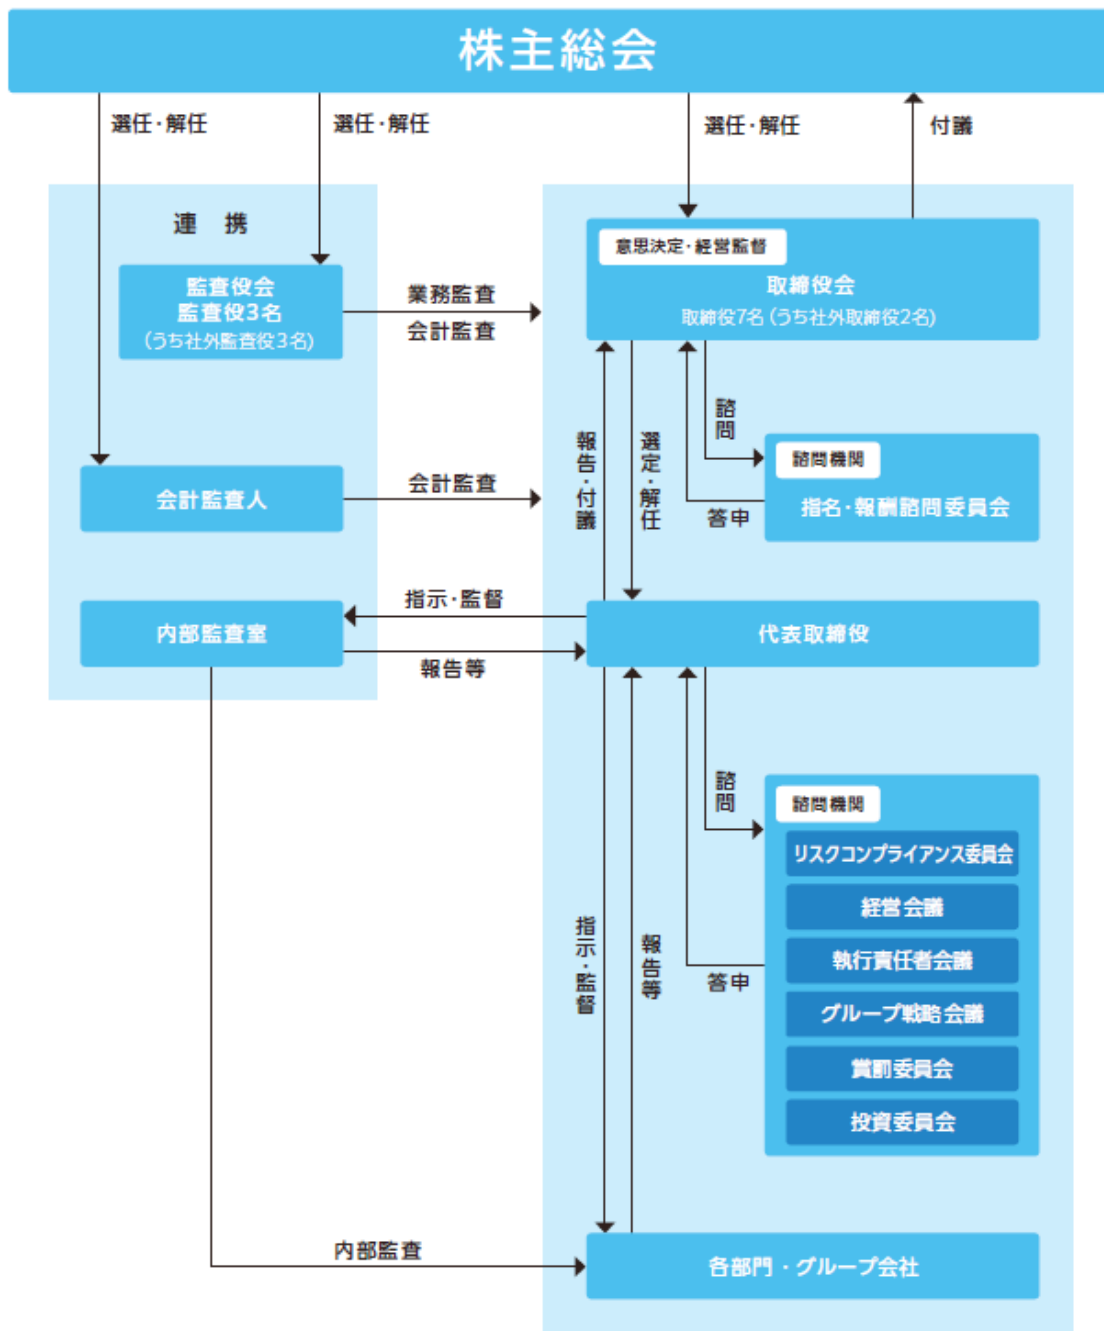 株主総会
選任・解任
選任・解任
選任・解任
付議
連 携
監査役会
監査役3名
(うち社外監査役3名)
業務監査
会計監査
意思決定・経営監督
取締役会
取締役7名(うち社外取締役2名)
報告・付議
選定・解任
諮問
答申
諮問機関
指名・報酬諮問委員会
会計監査人
会計監査
内部監査室
指示・監督
報告等
代表取締役
指示・監督
報告等
諮問
答申
諮問機関
リスクコンプライアンス委員会
経営会議
執行責任者会議
グループ戦略会議
賞罰委員会
投資委員会
内部監査
各部門・グループ会社